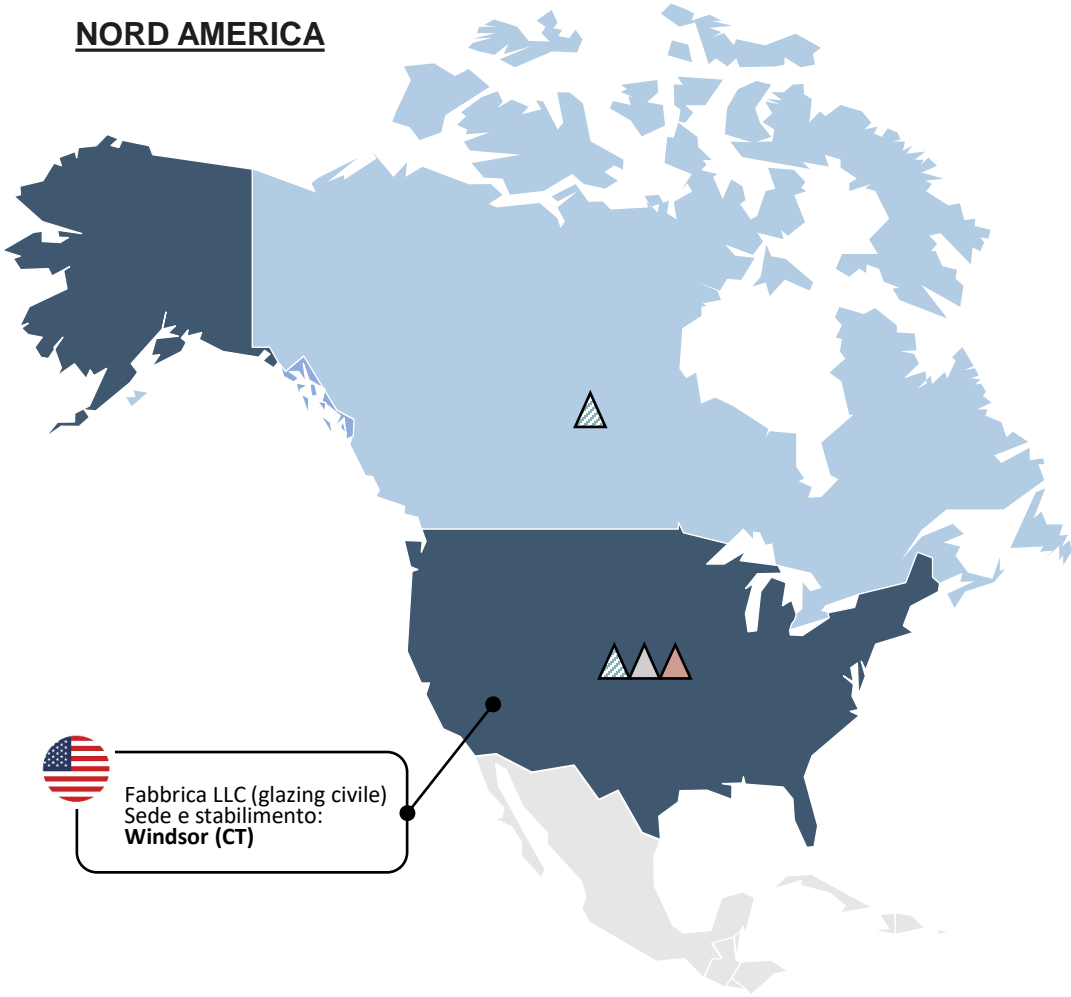 NORD AMERICA
Fabbrica LLC (glazing civile)
Sede e stabilimento:
Windsor (CT)